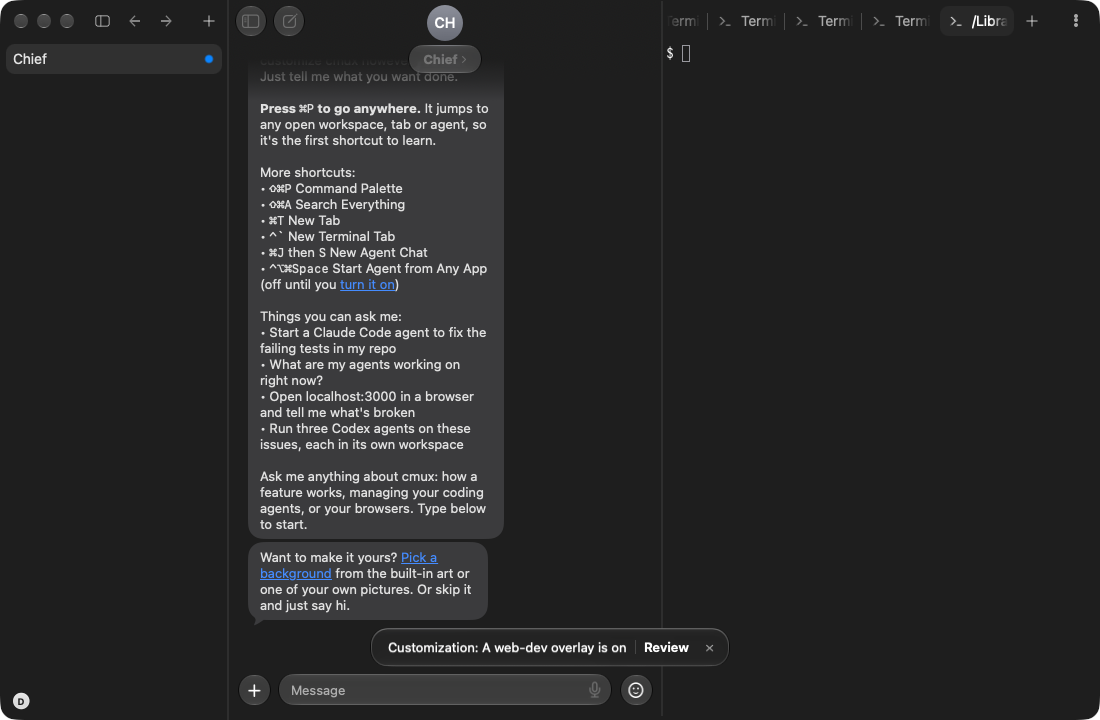 CH
Term
Term
Term
/Libra
Chief
Chief ›
$
Just tell me what you want done.
Press ⌘P to go anywhere. It jumps to
any open workspace, tab or agent, so
it's the first shortcut to learn.
More shortcuts:
• ⇧⌘P Command Palette
• ⇧⌘A Search Everything
• ⌘T New Tab
• ^` New Terminal Tab
• ⌘J then S New Agent Chat
• ^⌥⌘Space Start Agent from Any App
(off until you turn it on)
Things you can ask me:
• Start a Claude Code agent to fix the
failing tests in my repo
• What are my agents working on
right now?
• Open localhost:3000 in a browser
and tell me what's broken
• Run three Codex agents on these
issues, each in its own workspace
Ask me anything about cmux: how a
feature works, managing your coding
agents, or your browsers. Type below
to start.
Want to make it yours? Pick a
background from the built-in art or
one of your own pictures. Or skip it
and just say hi.
Customization: A web-dev overlay is on Review ×
Message
D